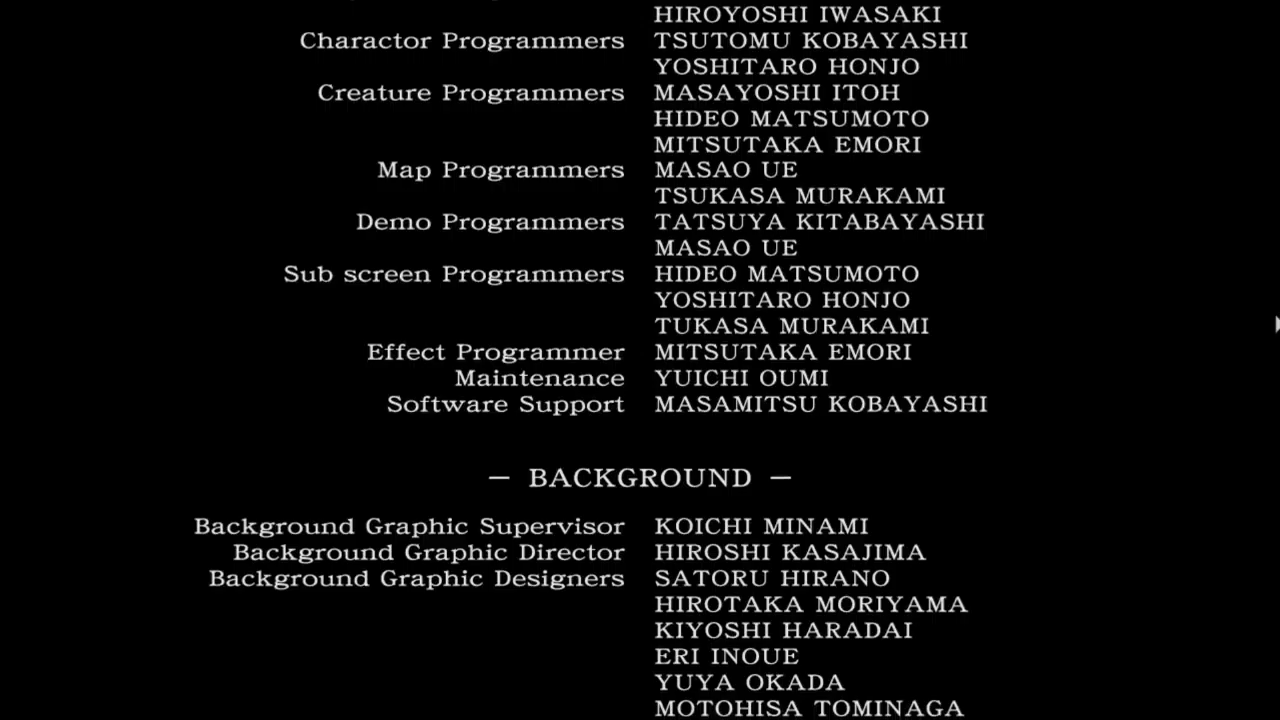 HIROYOSHI IWASAKI
Charactor Programmers TSUTOMU KOBAYASHI
YOSHITARO HONJO
Creature Programmers MASAYOSHI ITOH
HIDEO MATSUMOTO
MITSUTAKA EMORI
Map Programmers MASAO UE
TSUKASA MURAKAMI
Demo Programmers TATSUYA KITABAYASHI
MASAO UE
Sub screen Programmers HIDEO MATSUMOTO
YOSHITARO HONJO
TUKASA MURAKAMI
Effect Programmer MITSUTAKA EMORI
Maintenance YUICHI OUMI
Software Support MASAMITSU KOBAYASHI
— BACKGROUND —
Background Graphic Supervisor KOICHI MINAMI
Background Graphic Director HIROSHI KASAJIMA
Background Graphic Designers SATORU HIRANO
HIROTAKA MORIYAMA
KIYOSHI HARADAI
ERI INOUE
YUYA OKADA
MOTOHISA TOMINAGA